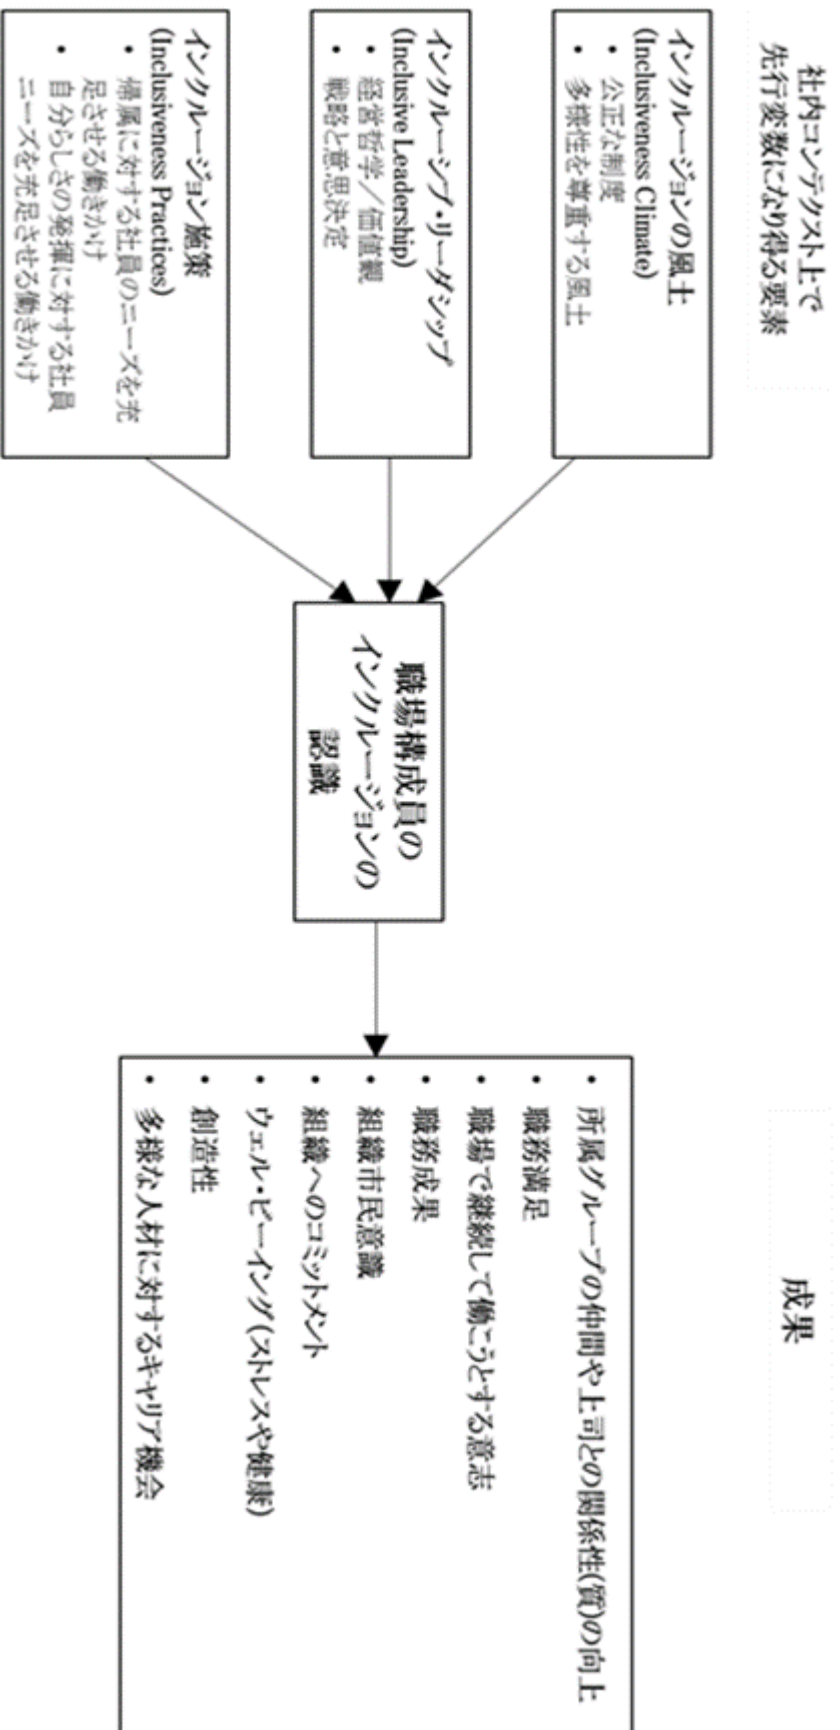 社内コンテクスト上で
先行変数になり得る要素
インクルージョンの風土
(Inclusiveness Climate)
• 公正な制度
• 多様性を尊重する風土
インクルーシブ・リーダシップ
(Inclusive Leadership)
• 経営哲学／価値観
• 戦略と意思決定
インクルージョン施策
(Inclusiveness Practices)
• 帰属に対する社員のニーズを充
足させる働きかけ
• 自分らしさの発揮に対する社員
ニーズを充足させる働きかけ
職場構成員の
インクルージョンの
認識
成果
• 所属グループの仲間や上司との関係性(質)の向上
• 職務満足
• 職場で継続して働こうとする意志
• 職務成果
• 組織市民意識
• 組織へのコミットメント
• ウェル・ビーイング(ストレスや健康)
• 創造性
• 多様な人材に対するキャリア機会